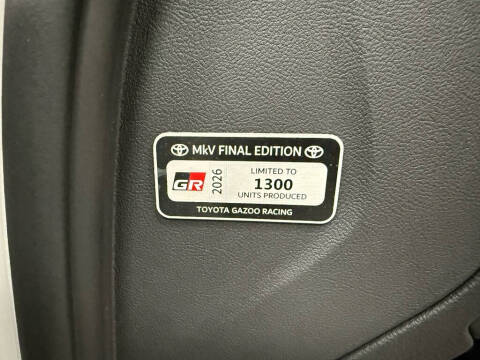 MkV FINAL EDITION
GR 2026 LIMITED TO
1300
UNITS PRODUCED
TOYOTA GAZOO RACING